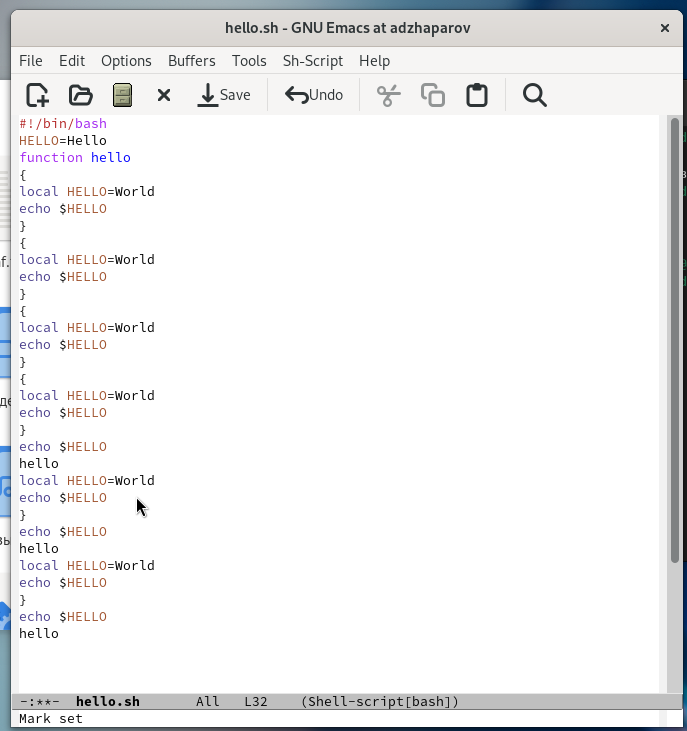 hello.sh - GNU Emacs at adzhaparov
File Edit Options Buffers Tools Sh-Script Help
Save Undo
#!/bin/bash
HELLO=Hello
function hello
{
local HELLO=World
echo $HELLO
}
{
local HELLO=World
echo $HELLO
}
{
local HELLO=World
echo $HELLO
}
{
local HELLO=World
echo $HELLO
}
echo $HELLO
hello
local HELLO=World
echo $HELLO
}
echo $HELLO
hello
local HELLO=World
echo $HELLO
}
echo $HELLO
hello
-:**- hello.sh All L32 (Shell-script[bash])
Mark set